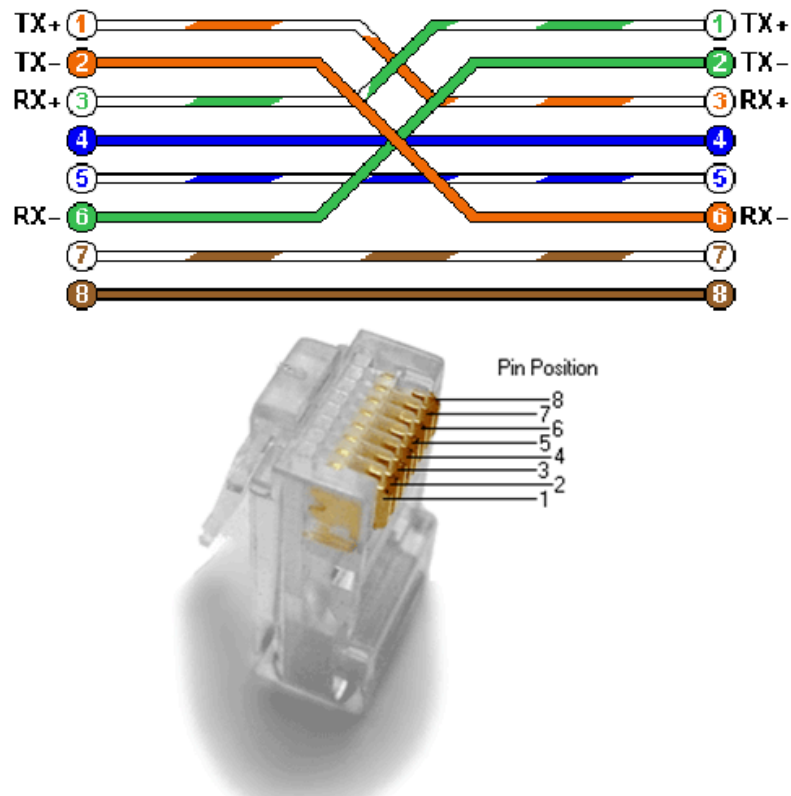 TX+ 1 1 TX+
TX− 2 2 TX−
RX+ 3 3 RX+
4 4
5 5
RX− 6 6 RX−
7 7
8 8
Pin Position
8
7
6
5
4
3
2
1